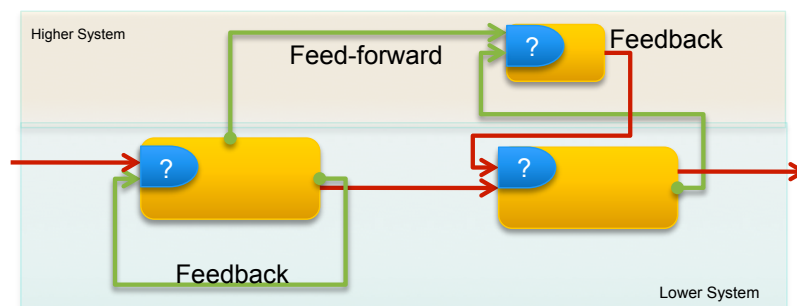 Higher System
?
Feedback
Feed-forward
?
?
Feedback
Lower System